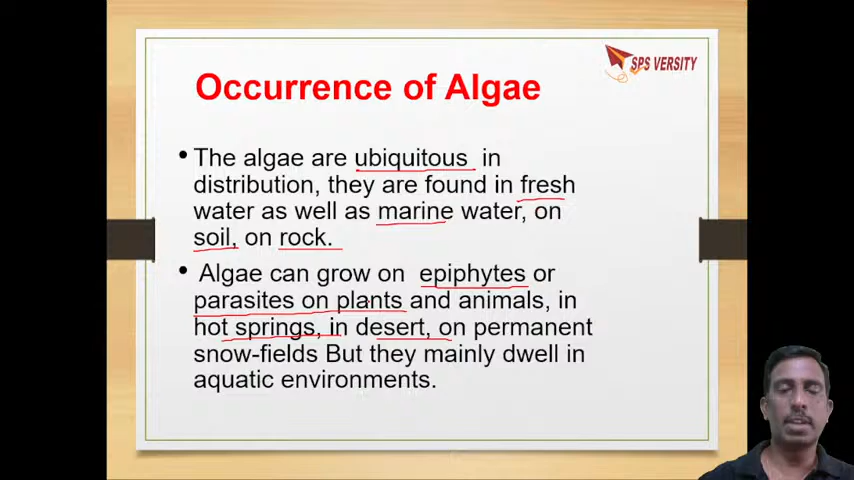 SPS VERSITY
Occurrence of Algae
• The algae are ubiquitous in
distribution, they are found in fresh
water as well as marine water, on
soil, on rock.
• Algae can grow on epiphytes or
parasites on plants and animals, in
hot springs, in desert, on permanent
snow-fields But they mainly dwell in
aquatic environments.